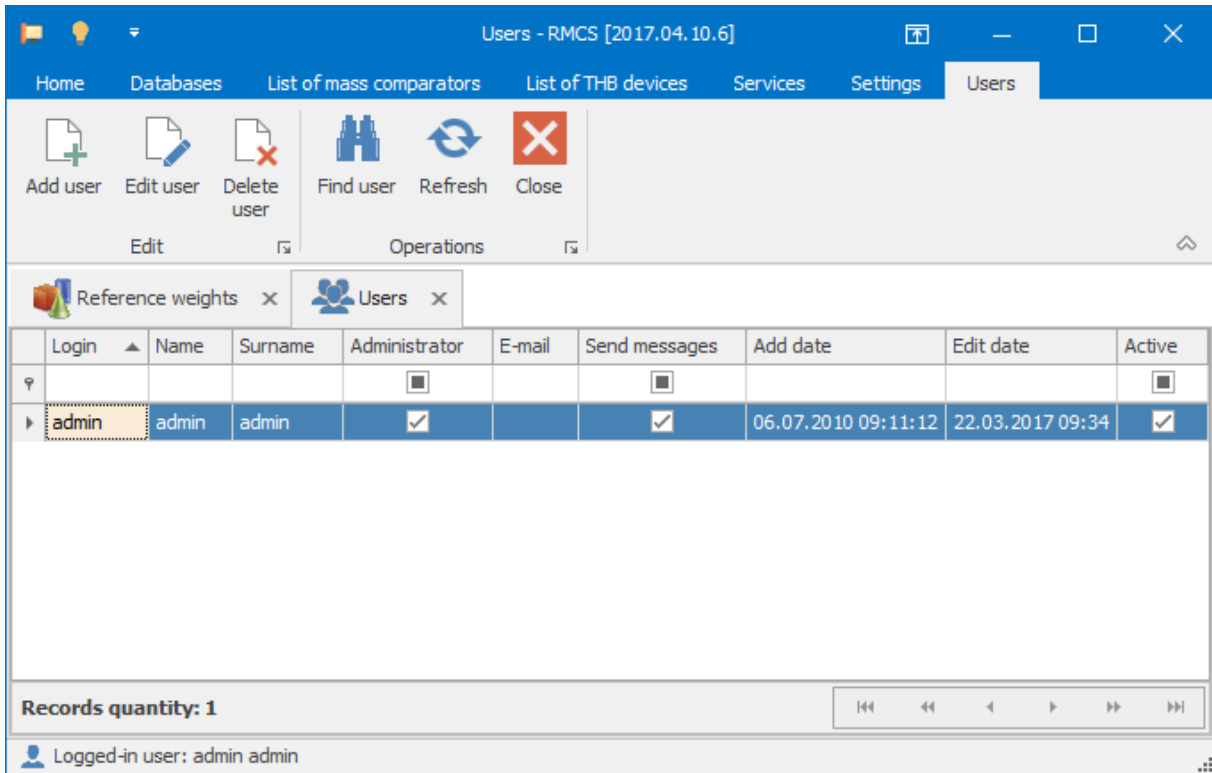 Users - RMCS [2017.04.10.6]
Home Databases List of mass comparators List of THB devices Services Settings Users
Add user Edit user Delete user Find user Refresh Close
Edit Operations
Reference weights Users
Login Name Surname Administrator E-mail Send messages Add date Edit date Active
admin admin admin 06.07.2010 09:11:12 22.03.2017 09:34
Records quantity: 1
Logged-in user: admin admin